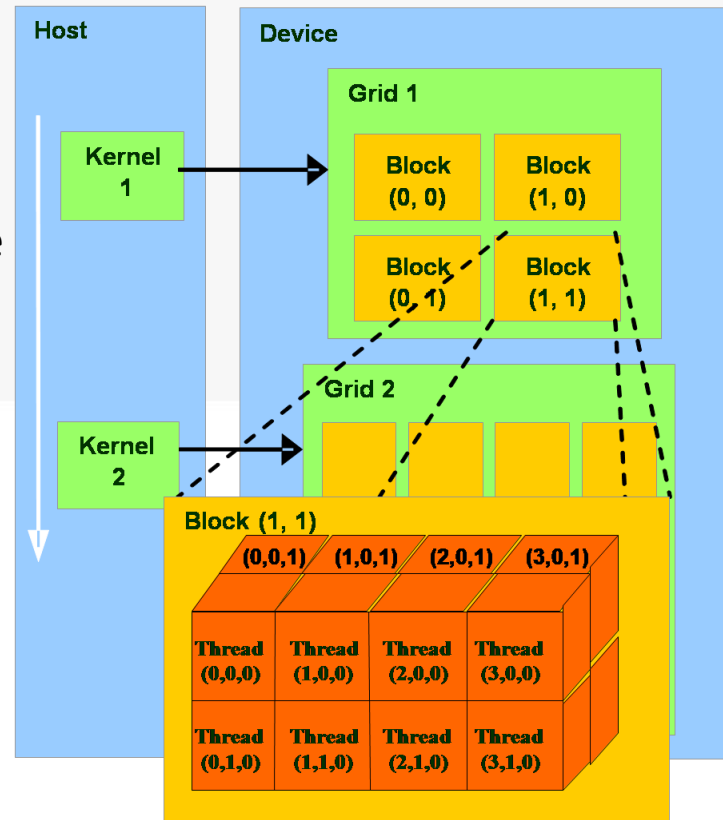 Host
Device
Grid 1
Kernel
1
Block
(0, 0)
Block
(1, 0)
e
Block
(0, 1)
Block
(1, 1)
Grid 2
Kernel
2
Block (1, 1)
(0,0,1) (1,0,1) (2,0,1) (3,0,1)
Thread
(0,0,0)
Thread
(1,0,0)
Thread
(2,0,0)
Thread
(3,0,0)
Thread
(0,1,0)
Thread
(1,1,0)
Thread
(2,1,0)
Thread
(3,1,0)